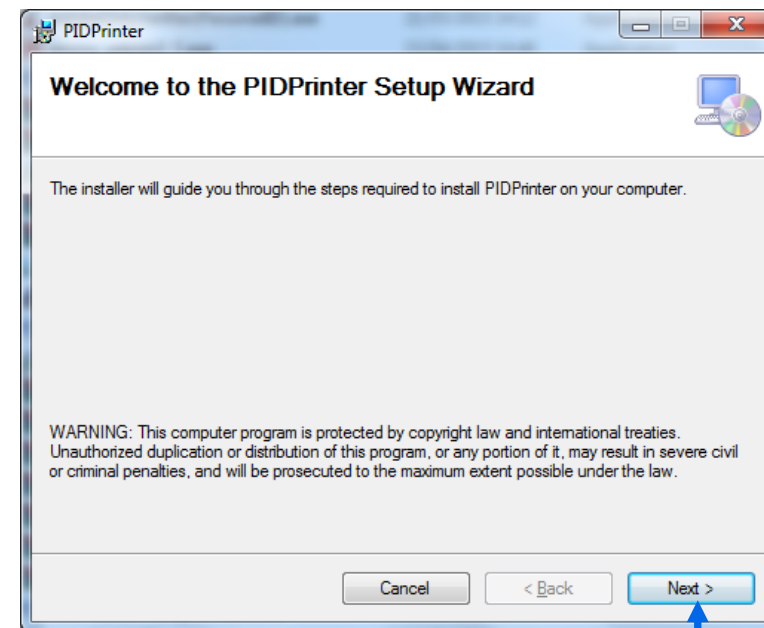 PIDPrinter
Welcome to the PIDPrinter Setup Wizard
The installer will guide you through the steps required to install PIDPrinter on your computer.
WARNING: This computer program is protected by copyright law and international treaties.
Unauthorized duplication or distribution of this program, or any portion of it, may result in severe civil
or criminal penalties, and will be prosecuted to the maximum extent possible under the law.
Cancel
< Back
Next >